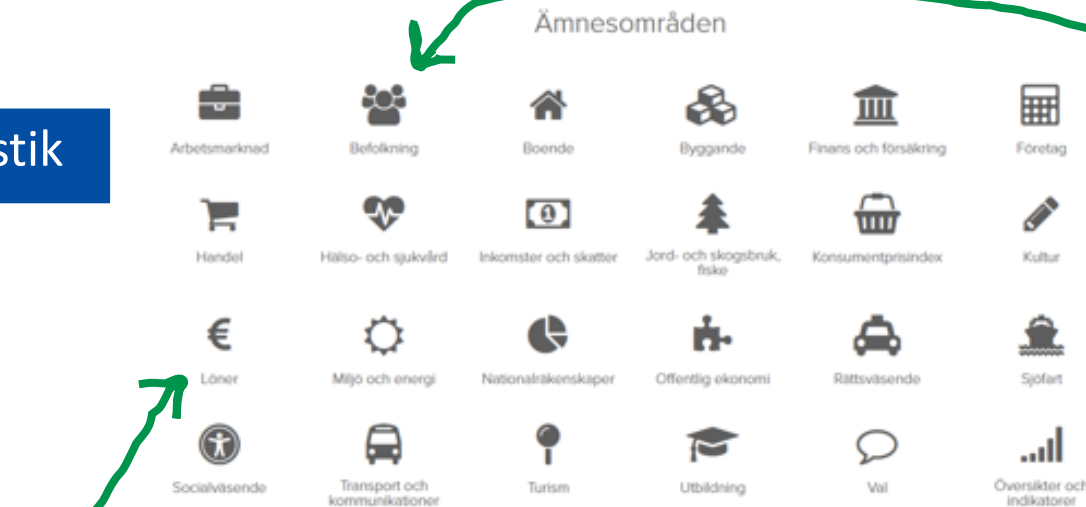 Ämnesområden
stik
Arbetsmarknad
Befolkning
Boende
Byggande
Finans och försäkring
Företag
Handel
Hälso- och sjukvård
Inkomster och skatter
Jord- och skogsbruk,
fiske
Konsumentprisindex
Kultur
€
Löner
Miljö och energi
Nationalräkenskaper
Offentlig ekonomi
Rättsväsende
Sjöfart
Socialväsende
Transport och
kommunikationer
Turism
Utbildning
Val
Översikter och
indikatorer